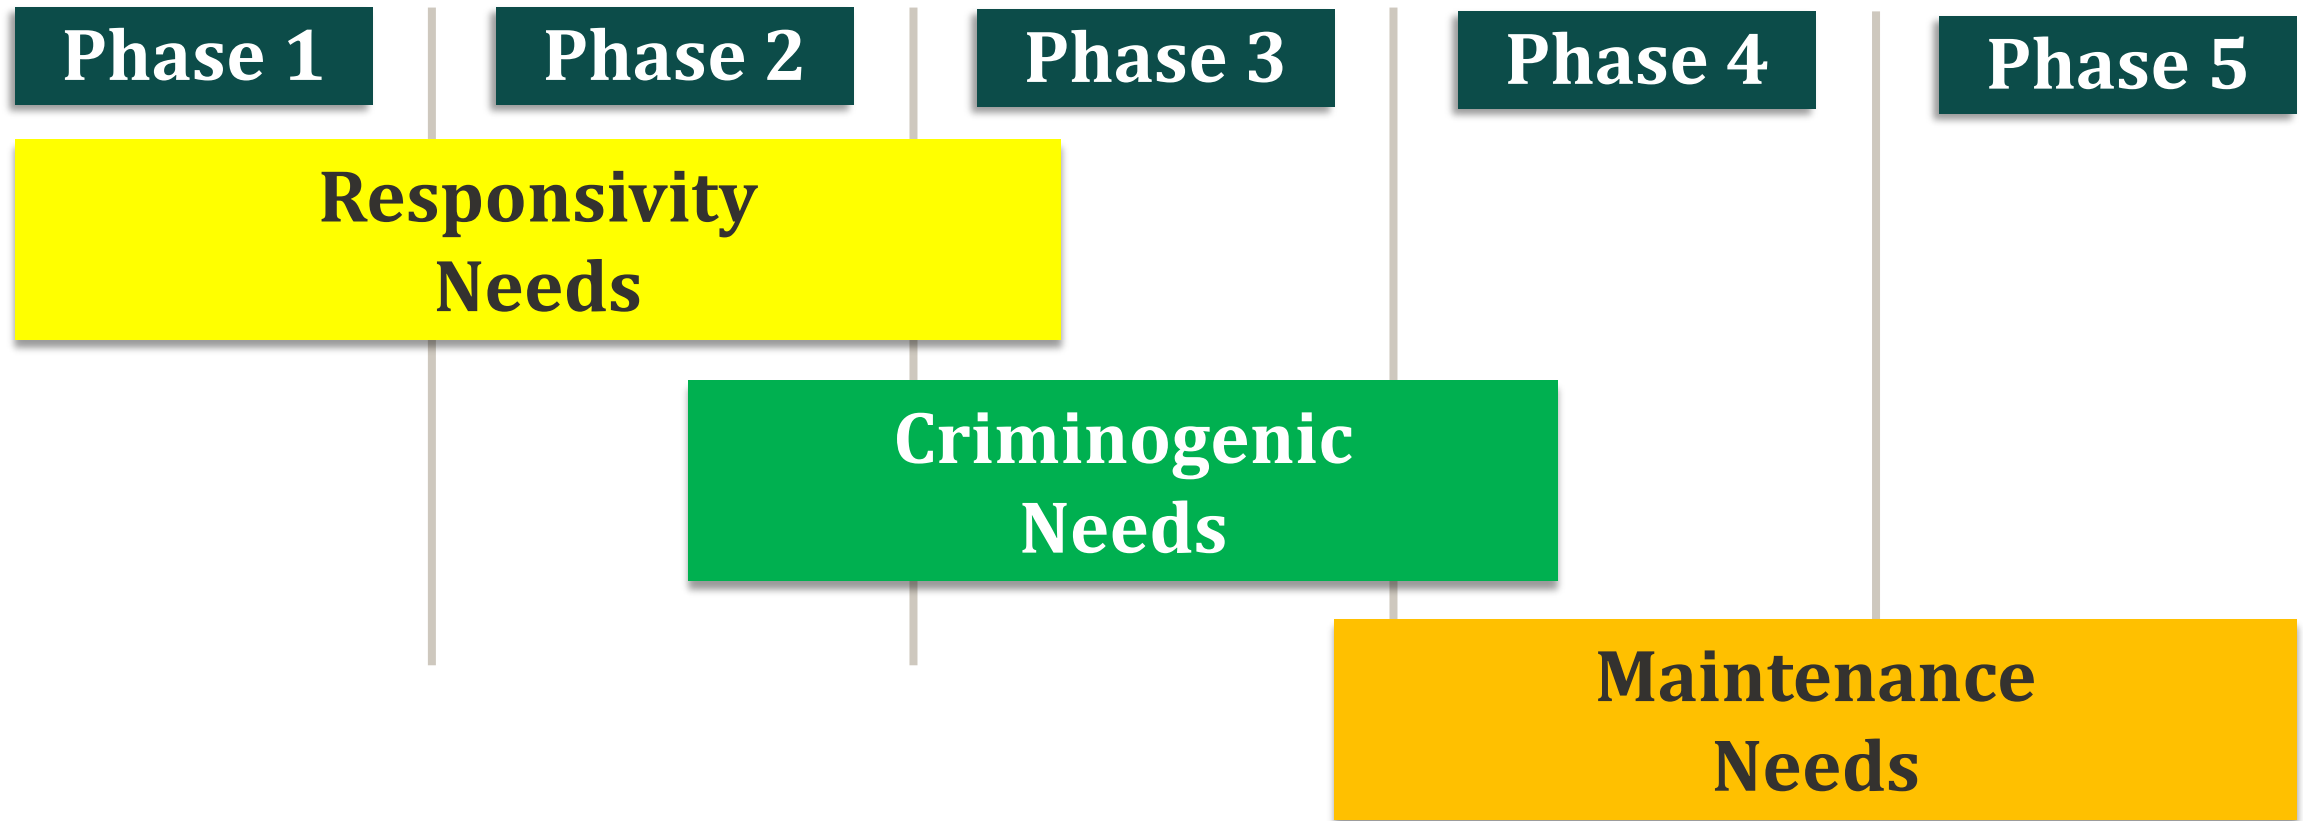 Phase 1
Phase 2
Phase 3
Phase 4
Phase 5
Responsivity
Needs
Criminogenic
Needs
Maintenance
Needs